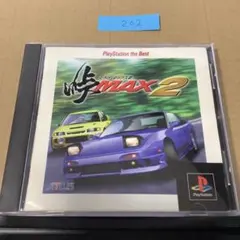 202
PlayStation the Best
峠MAX2
ATLUS
PlayStation